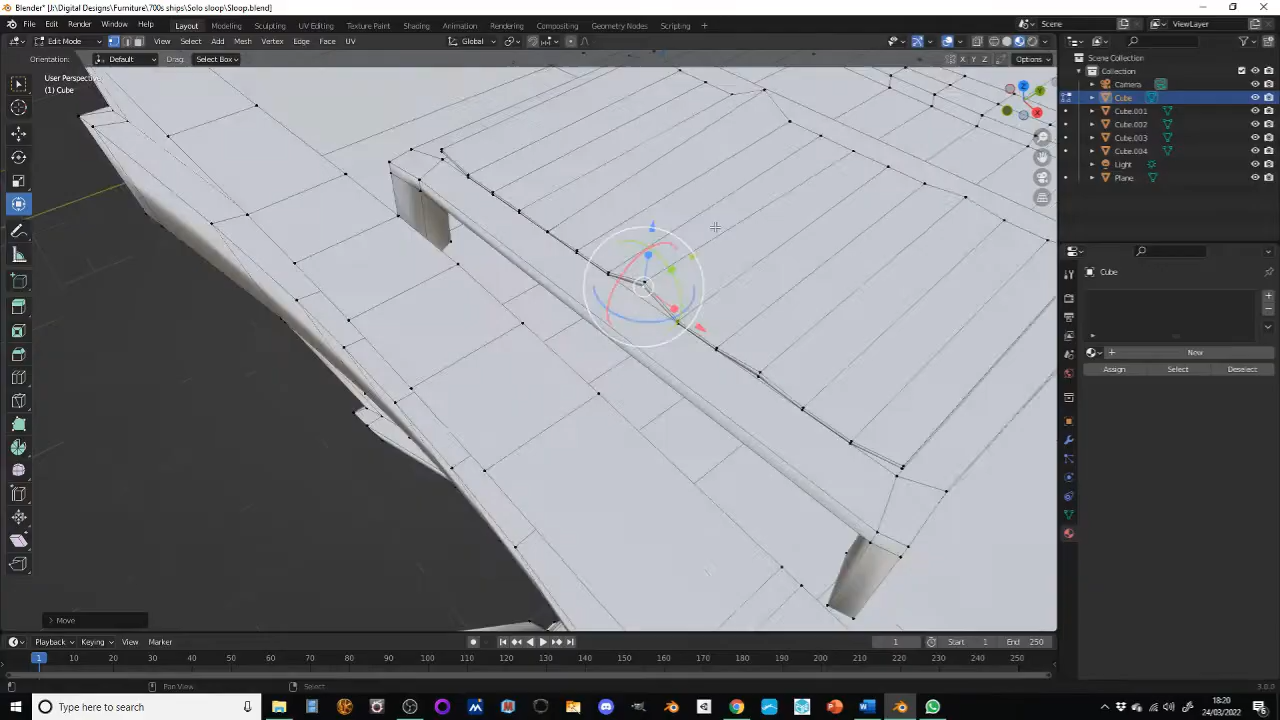 Blender* [J:\Digital Designs\Furniture\700s ships\Solo sloop\Sloop.blend]
File Edit Render Window Help Layout Modeling Sculpting UV Editing Texture Paint Shading Animation Rendering Compositing Geometry Nodes Scripting + Scene ViewLayer
Edit Mode View Select Add Mesh Vertex Edge Face UV Global
Orientation: Default Drag: Select Box X Y Z Options
User Perspective
(1) Cube
Scene Collection
Collection
Camera
Cube
Cube.001
Cube.002
Cube.003
Cube.004
Light
Plane
Cube
New
Assign Select Deselect
Move
Playback Keying View Marker 1 Start 1 End 250
1 10 20 30 40 50 60 70 80 90 100 110 120 130 140 150 160 170 180 190 200 210 220 230 240 250
Pan View Select 3.0.0
Type here to search
18:20
24/03/2022